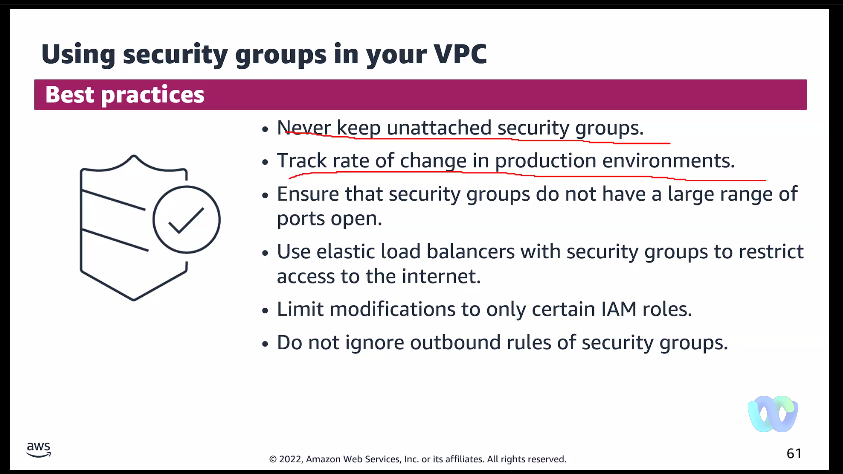 Using security groups in your VPC
Best practices
• Never keep unattached security groups.
• Track rate of change in production environments.
• Ensure that security groups do not have a large range of
ports open.
• Use elastic load balancers with security groups to restrict
access to the internet.
• Limit modifications to only certain IAM roles.
• Do not ignore outbound rules of security groups.
aws
© 2022, Amazon Web Services, Inc. or its affiliates. All rights reserved.
61